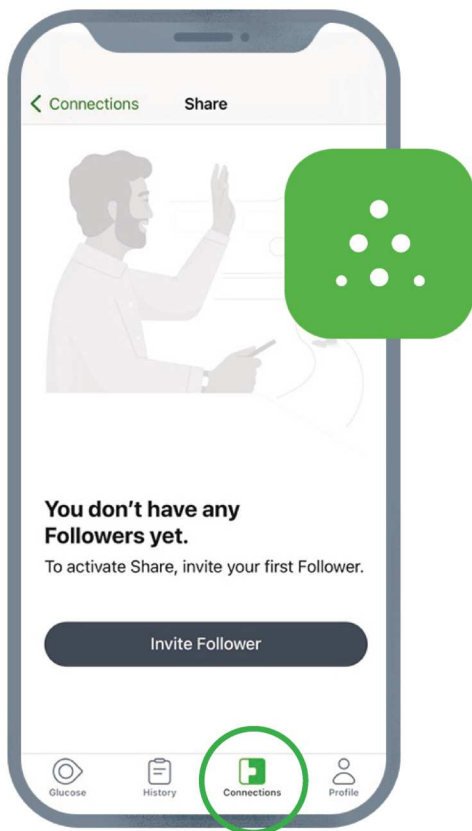 Connections
Share
You don't have any
Followers yet.
To activate Share, invite your first Follower.
Invite Follower
Glucose
History
Connections
Profile